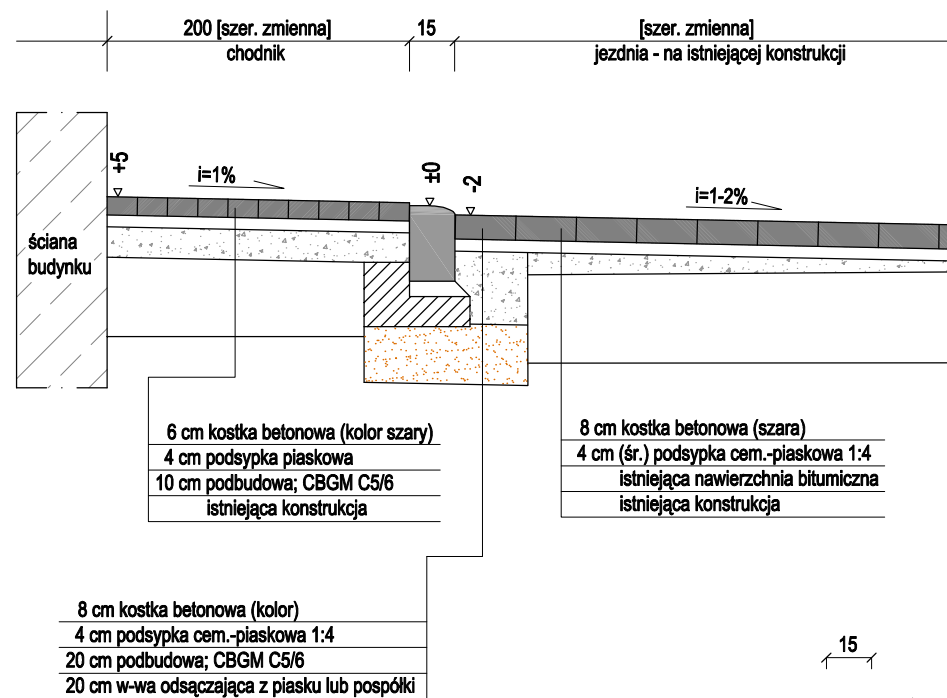 200 [szer. zmienna]
15
[szer. zmienna]
chodnik
jezdnia - na istniejącej konstrukcji
+5
i=1%
±0
-2
i=1-2%
ściana
budynku
6 cm kostka betonowa (kolor szary)
4 cm podsypka piaskowa
10 cm podbudowa; CBGM C5/6
istniejąca konstrukcja
8 cm kostka betonowa (szara)
4 cm (śr.) podsypka cem.-piaskowa 1:4
istniejąca nawierzchnia bitumiczna
istniejąca konstrukcja
8 cm kostka betonowa (kolor)
4 cm podsypka cem.-piaskowa 1:4
20 cm podbudowa; CBGM C5/6
20 cm w-wa odsączająca z piasku lub pospółki
15